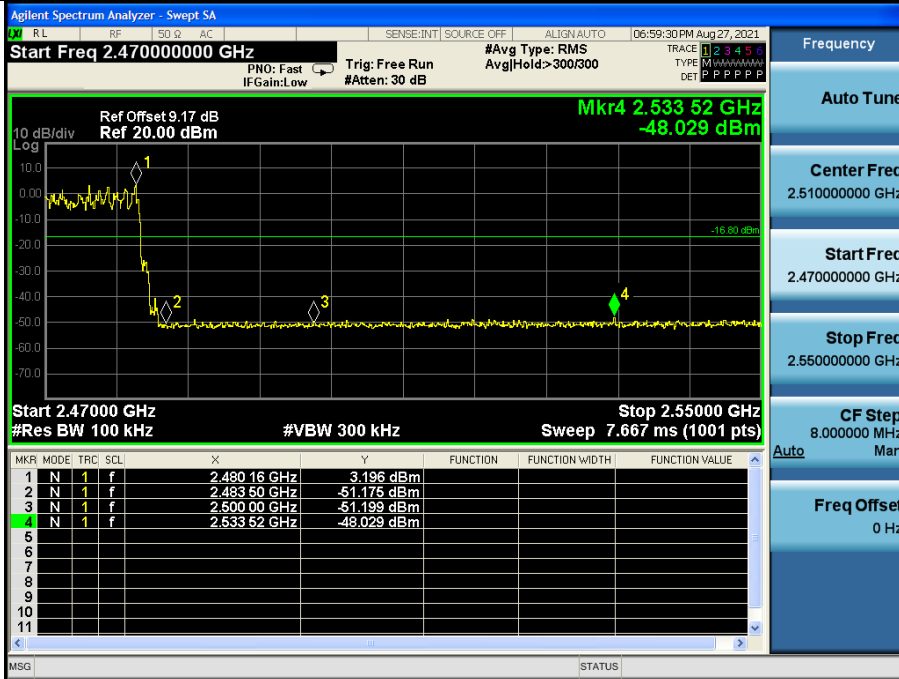 Agilent Spectrum Analyzer - Swept SA
LXI RL RF 50 Ω AC SENSE:INT SOURCE OFF ALIGN AUTO 06:59:30 PM Aug 27, 2021
Start Freq 2.470000000 GHz
PNO: Fast
IFGain:Low
Trig: Free Run
#Atten: 30 dB
#Avg Type: RMS
Avg|Hold:>300/300
TRACE 1 2 3 4 5 6
TYPE M WWWWW
DET P P P P P P
Frequency
Auto Tune
Center Freq
2.510000000 GHz
Start Freq
2.470000000 GHz
Stop Freq
2.550000000 GHz
CF Step
8.000000 MHz
Auto Man
Freq Offset
0 Hz
Mkr4 2.533 52 GHz
-48.029 dBm
Ref Offset 9.17 dB
10 dB/div Ref 20.00 dBm
Log
10.0
0.00
-10.0
-20.0
-30.0
-40.0
-50.0
-60.0
-70.0
1
2
3
4
-16.80 dBm
Start 2.47000 GHz Stop 2.55000 GHz
#Res BW 100 kHz #VBW 300 kHz Sweep 7.667 ms (1001 pts)
MKR MODE TRC SCL X Y FUNCTION FUNCTION WIDTH FUNCTION VALUE
1 N 1 f 2.480 16 GHz 3.196 dBm
2 N 1 f 2.483 50 GHz -51.175 dBm
3 N 1 f 2.500 00 GHz -51.199 dBm
4 N 1 f 2.533 52 GHz -48.029 dBm
5
6
7
8
9
10
11
MSG STATUS